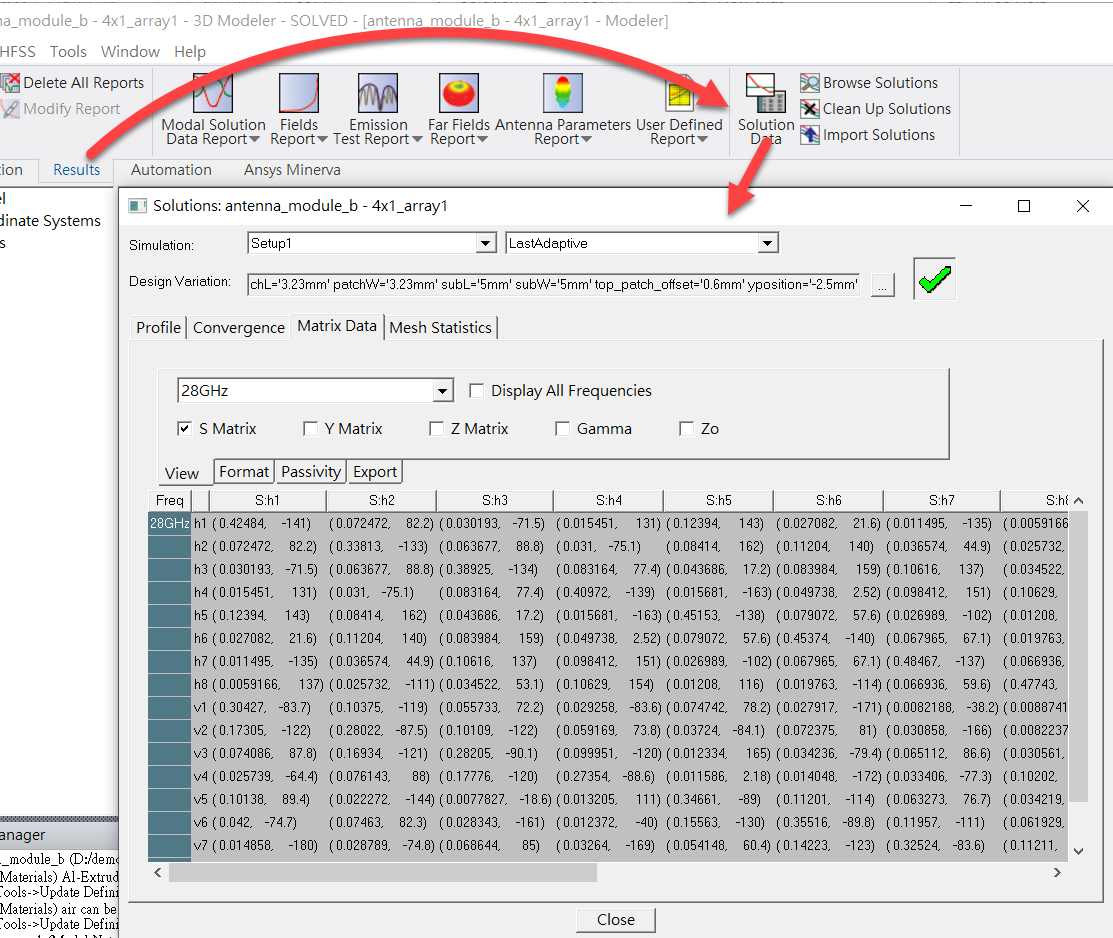 na_module_b - 4x1_array1 - 3D Modeler - SOLVED - [antenna_module_b - 4x1_array1 - Modeler]
HFSS Tools Window Help
Delete All Reports
Modify Report
Modal Solution Data Report
Fields Report
Emission Test Report
Far Fields Report
Antenna Parameters Report
User Defined Report
Solution Data
Browse Solutions
Clean Up Solutions
Import Solutions
tion Results Automation Ansys Minerva
el
dinate Systems
s
Solutions: antenna_module_b - 4x1_array1
Simulation: Setup1 LastAdaptive
Design Variation: chL='3.23mm' patchW='3.23mm' subL='5mm' subW='5mm' top_patch_offset='0.6mm' yposition='-2.5mm' ...
Profile Convergence Matrix Data Mesh Statistics
28GHz Display All Frequencies
S Matrix Y Matrix Z Matrix Gamma Zo
View Format Passivity Export
Freq S:h1 S:h2 S:h3 S:h4 S:h5 S:h6 S:h7 S:h8
28GHz h1 ( 0.42484, -141) ( 0.072472, 82.2) ( 0.030193, -71.5) ( 0.015451, 131) ( 0.12394, 143) ( 0.027082, 21.6) ( 0.011495, -135) ( 0.0059166
h2 ( 0.072472, 82.2) ( 0.33813, -133) ( 0.063677, 88.8) ( 0.031, -75.1) ( 0.08414, 162) ( 0.11204, 140) ( 0.036574, 44.9) ( 0.025732,
h3 ( 0.030193, -71.5) ( 0.063677, 88.8) ( 0.38925, -134) ( 0.083164, 77.4) ( 0.043686, 17.2) ( 0.083984, 159) ( 0.10616, 137) ( 0.034522,
h4 ( 0.015451, 131) ( 0.031, -75.1) ( 0.083164, 77.4) ( 0.40972, -139) ( 0.015681, -163) ( 0.049738, 2.52) ( 0.098412, 151) ( 0.10629,
h5 ( 0.12394, 143) ( 0.08414, 162) ( 0.043686, 17.2) ( 0.015681, -163) ( 0.45153, -138) ( 0.079072, 57.6) ( 0.026989, -102) ( 0.01208,
h6 ( 0.027082, 21.6) ( 0.11204, 140) ( 0.083984, 159) ( 0.049738, 2.52) ( 0.079072, 57.6) ( 0.45374, -140) ( 0.067965, 67.1) ( 0.019763,
h7 ( 0.011495, -135) ( 0.036574, 44.9) ( 0.10616, 137) ( 0.098412, 151) ( 0.026989, -102) ( 0.067965, 67.1) ( 0.48467, -137) ( 0.066936,
h8 ( 0.0059166, 137) ( 0.025732, -111) ( 0.034522, 53.1) ( 0.10629, 154) ( 0.01208, 116) ( 0.019763, -114) ( 0.066936, 59.6) ( 0.47743,
v1 ( 0.30427, -83.7) ( 0.10375, -119) ( 0.055733, 72.2) ( 0.029258, -83.6) ( 0.074742, 78.2) ( 0.027917, -171) ( 0.0082188, -38.2) ( 0.0088741
v2 ( 0.17305, -122) ( 0.28022, -87.5) ( 0.10109, -122) ( 0.059169, 73.8) ( 0.03724, -84.1) ( 0.072375, 81) ( 0.030858, -166) ( 0.0082237
v3 ( 0.074086, 87.8) ( 0.16934, -121) ( 0.28205, -90.1) ( 0.099951, -120) ( 0.012334, 165) ( 0.034236, -79.4) ( 0.065112, 86.6) ( 0.030561,
v4 ( 0.025739, -64.4) ( 0.076143, 88) ( 0.17776, -120) ( 0.27354, -88.6) ( 0.011586, 2.18) ( 0.014048, -172) ( 0.033406, -77.3) ( 0.10202,
v5 ( 0.10138, 89.4) ( 0.022272, -144) ( 0.0077827, -18.6) ( 0.013205, 111) ( 0.34661, -89) ( 0.11201, -114) ( 0.063273, 76.7) ( 0.034219,
v6 ( 0.042, -74.7) ( 0.07463, 82.3) ( 0.028343, -161) ( 0.012372, -40) ( 0.15563, -130) ( 0.35516, -89.8) ( 0.11957, -111) ( 0.061929,
v7 ( 0.014858, -180) ( 0.028789, -74.8) ( 0.068644, 85) ( 0.03264, -169) ( 0.054148, 60.4) ( 0.14223, -123) ( 0.32524, -83.6) ( 0.11211,
Close
anager
_module_b (D:/demo
Materials) Al-Extrud
Tools->Update Defini
Materials) air can be
Tools->Update Defini